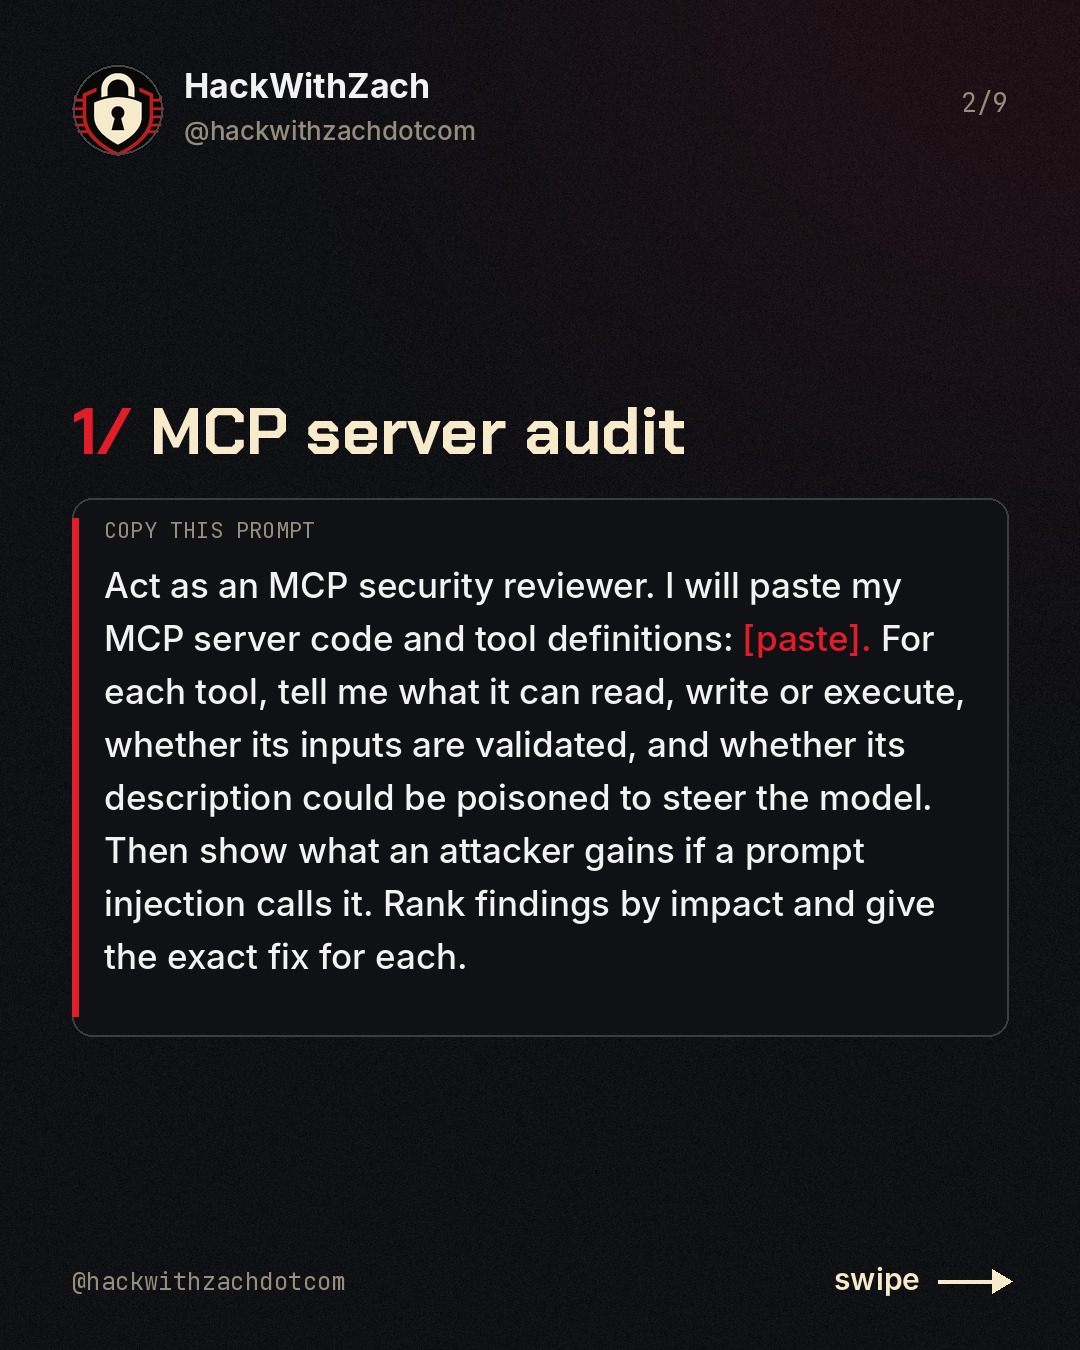 HackWithZach
@hackwithzachdotcom
2/9
1/ MCP server audit
COPY THIS PROMPT
Act as an MCP security reviewer. I will paste my
MCP server code and tool definitions: [paste]. For
each tool, tell me what it can read, write or execute,
whether its inputs are validated, and whether its
description could be poisoned to steer the model.
Then show what an attacker gains if a prompt
injection calls it. Rank findings by impact and give
the exact fix for each.
@hackwithzachdotcom
swipe